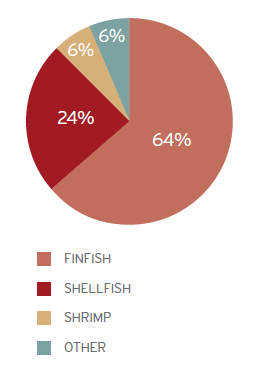 6%
6%
24%
64%
FINFISH
SHELLFISH
SHRIMP
OTHER